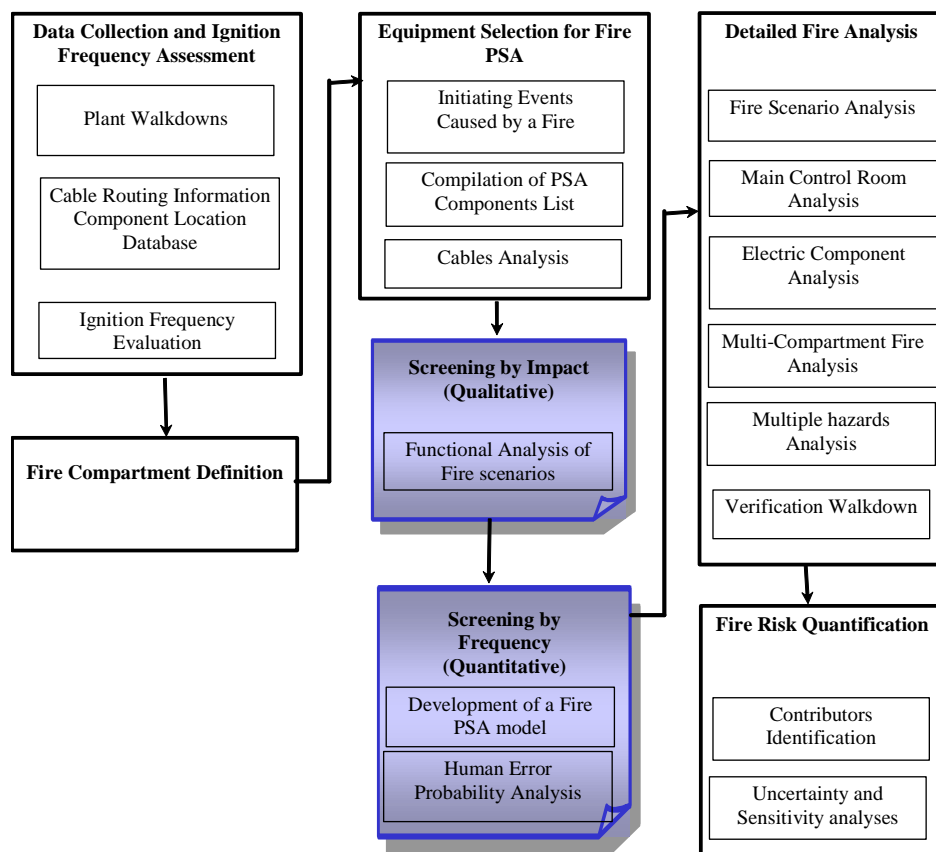 Data Collection and Ignition
Frequency Assessment
Plant Walkdowns
Cable Routing Information
Component Location
Database
Ignition Frequency
Evaluation
Fire Compartment Definition
Equipment Selection for Fire
PSA
Initiating Events
Caused by a Fire
Compilation of PSA
Components List
Cables Analysis
Screening by Impact
(Qualitative)
Functional Analysis of
Fire scenarios
Screening by
Frequency
(Quantitative)
Development of a Fire
PSA model
Human Error
Probability Analysis
Detailed Fire Analysis
Fire Scenario Analysis
Main Control Room
Analysis
Electric Component
Analysis
Multi-Compartment Fire
Analysis
Multiple hazards
Analysis
Verification Walkdown
Fire Risk Quantification
Contributors
Identification
Uncertainty and
Sensitivity analyses